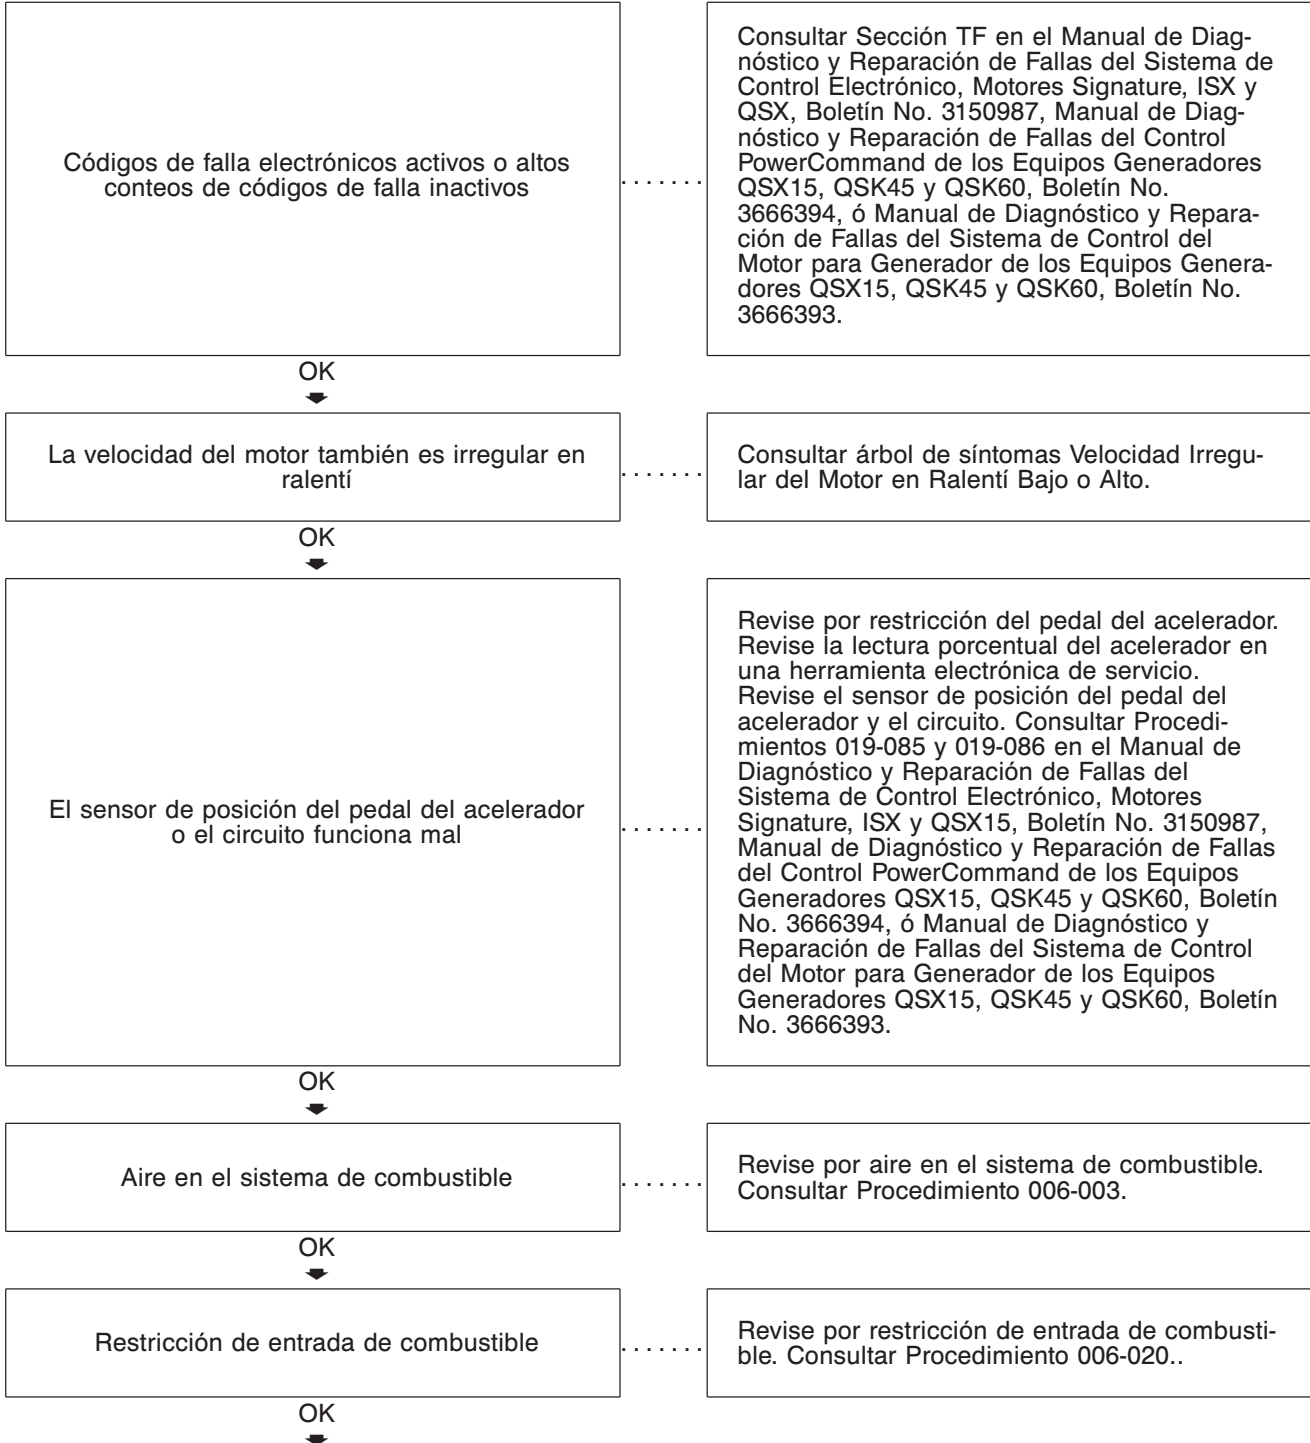 Códigos de falla electrónicos activos o altos
conteos de códigos de falla inactivos
.......
Consultar Sección TF en el Manual de Diag-
nóstico y Reparación de Fallas del Sistema de
Control Electrónico, Motores Signature, ISX y
QSX, Boletín No. 3150987, Manual de Diag-
nóstico y Reparación de Fallas del Control
PowerCommand de los Equipos Generadores
QSX15, QSK45 y QSK60, Boletín No.
3666394, ó Manual de Diagnóstico y Repara-
ción de Fallas del Sistema de Control del
Motor para Generador de los Equipos Genera-
dores QSX15, QSK45 y QSK60, Boletín No.
3666393.
OK
La velocidad del motor también es irregular en
ralentí
.......
Consultar árbol de síntomas Velocidad Irregu-
lar del Motor en Ralentí Bajo o Alto.
OK
El sensor de posición del pedal del acelerador
o el circuito funciona mal
.......
Revise por restricción del pedal del acelerador.
Revise la lectura porcentual del acelerador en
una herramienta electrónica de servicio.
Revise el sensor de posición del pedal del
acelerador y el circuito. Consultar Procedi-
mientos 019-085 y 019-086 en el Manual de
Diagnóstico y Reparación de Fallas del
Sistema de Control Electrónico, Motores
Signature, ISX y QSX15, Boletín No. 3150987,
Manual de Diagnóstico y Reparación de Fallas
del Control PowerCommand de los Equipos
Generadores QSX15, QSK45 y QSK60, Boletín
No. 3666394, ó Manual de Diagnóstico y
Reparación de Fallas del Sistema de Control
del Motor para Generador de los Equipos
Generadores QSX15, QSK45 y QSK60, Boletín
No. 3666393.
OK
Aire en el sistema de combustible
.......
Revise por aire en el sistema de combustible.
Consultar Procedimiento 006-003.
OK
Restricción de entrada de combustible
.......
Revise por restricción de entrada de combusti-
ble. Consultar Procedimiento 006-020..
OK